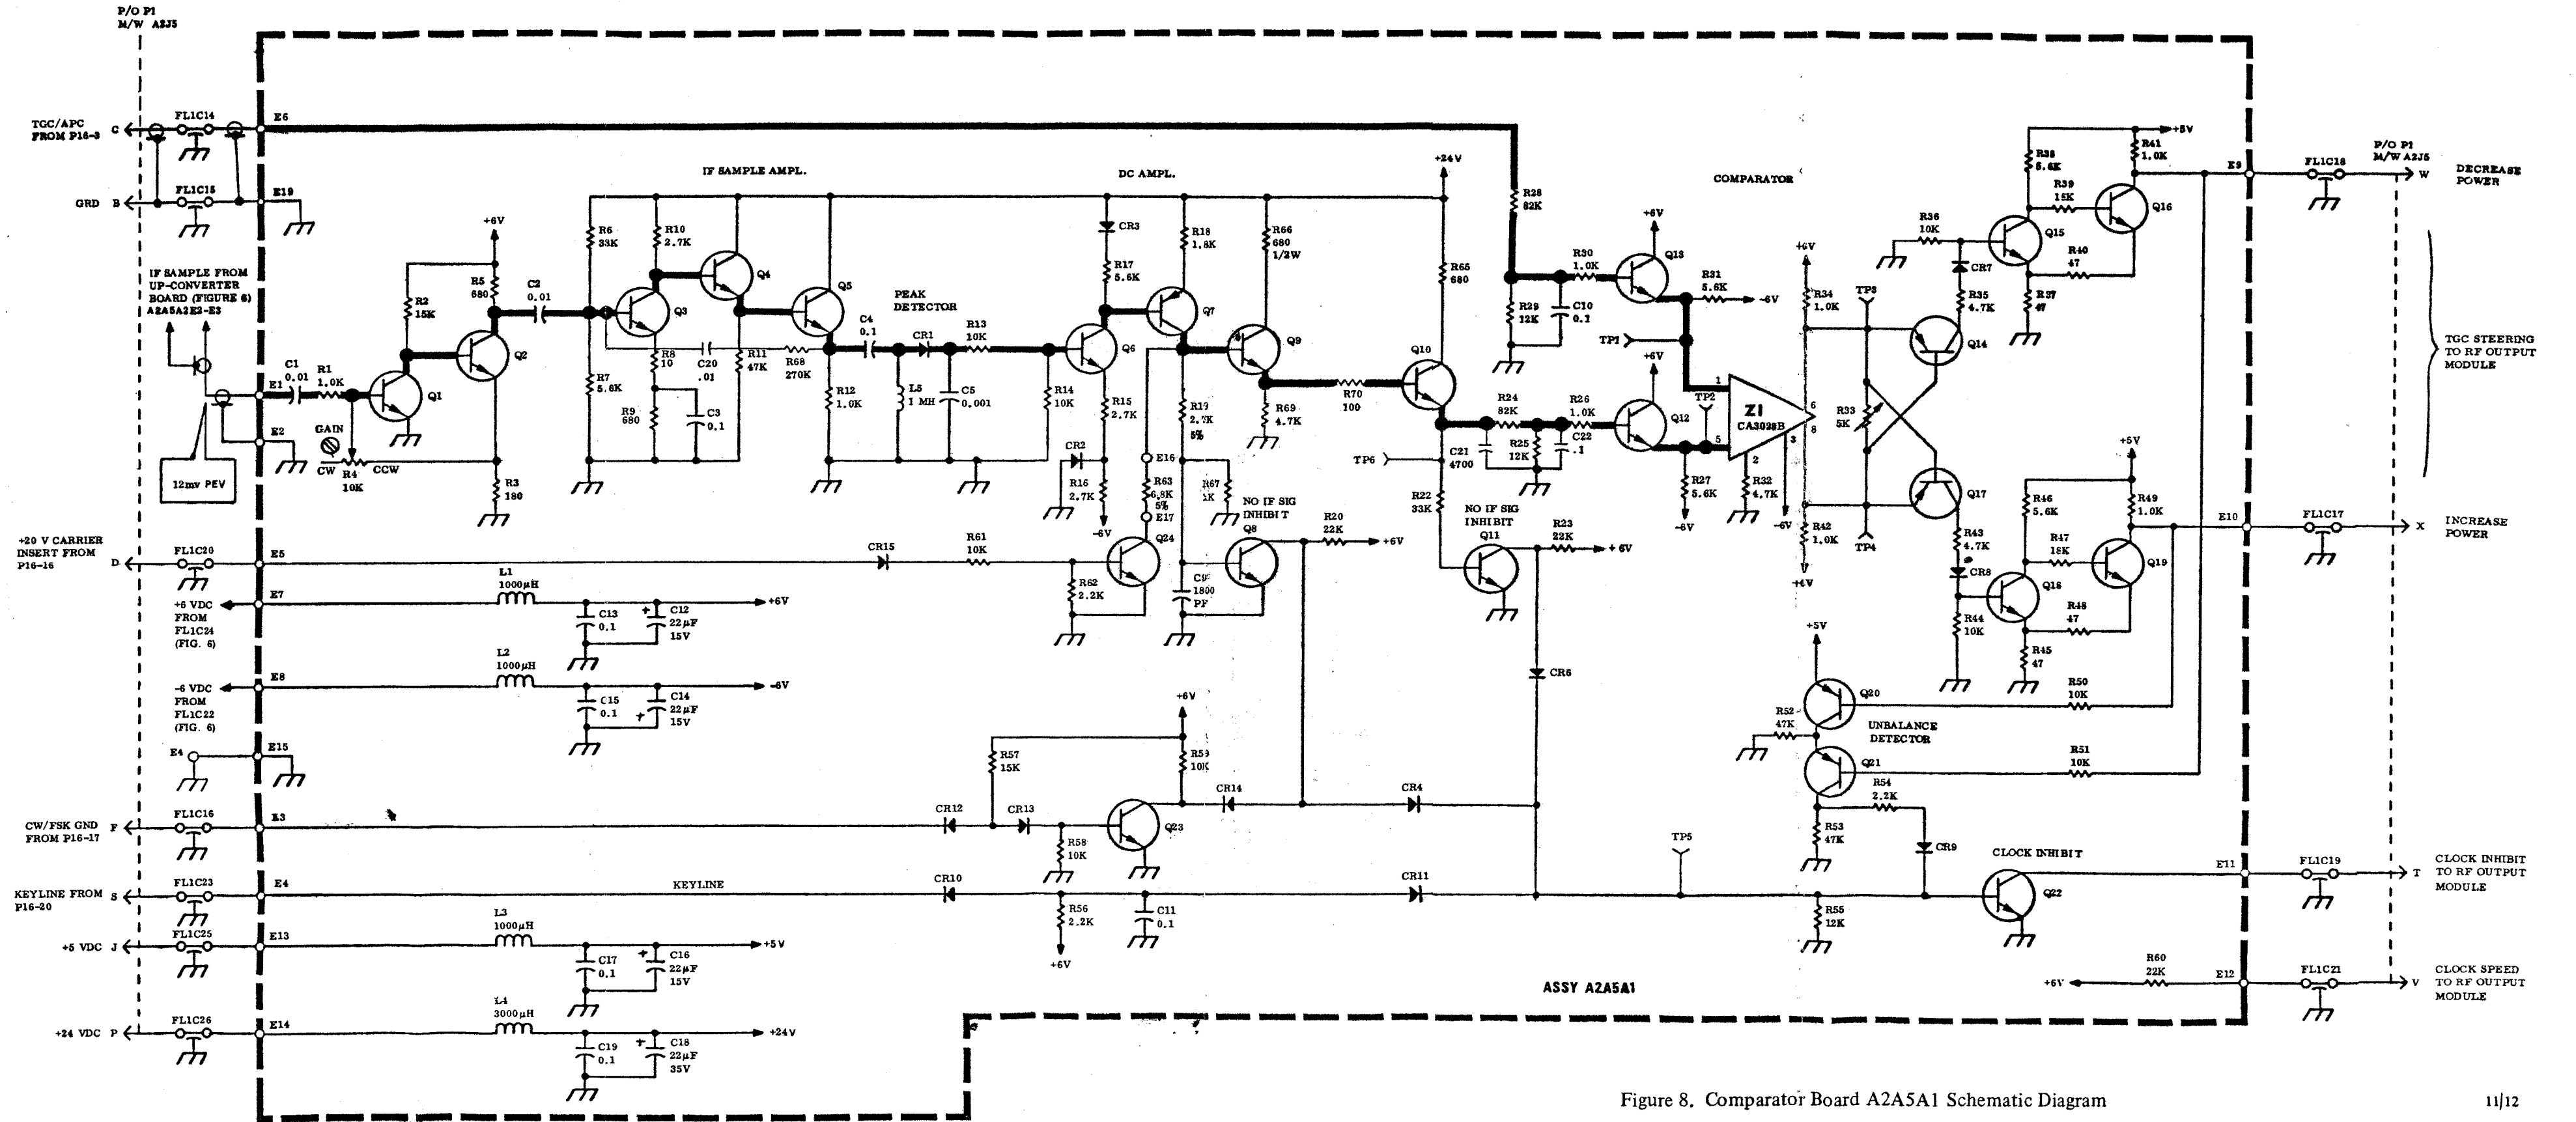 P/O P1
M/W A2J5
TGC/APC
FROM P16-3
C
FL1C14
E6
GRD B
FL1C15
E19
IF SAMPLE FROM
UP-CONVERTER
BOARD (FIGURE 6)
A2A5A2E2-E3
E1
E2
12mv PEV
C1
0.01
R1
1.0K
GAIN
CW
CCW
R4
10K
Q1
R2
15K
+6V
R5
680
Q2
R3
180
C2
0.01
IF SAMPLE AMPL.
R6
33K
R7
5.6K
R10
2.7K
Q3
Q4
R8
10
R9
680
C3
0.1
C20
.01
R11
47K
R68
270K
Q5
R12
1.0K
PEAK
DETECTOR
C4
0.1
CR1
L5
1 MH
C5
0.001
R13
10K
R14
10K
DC AMPL.
CR3
R17
5.6K
Q6
R15
2.7K
CR2
R16
2.7K
-6V
R18
1.8K
Q7
R19
2.7K
5%
E16
R63
6.8K
5%
E17
R67
1K
R66
680
1/2W
Q9
R69
4.7K
NO IF SIG
INHIBIT
Q8
R20
22K
+6V
Q24
C9
1800
PF
R70
100
+24V
R65
680
Q10
TP6
C21
4700
R22
33K
NO IF SIG
INHIBIT
Q11
R23
22K
+6V
R24
82K
R25
12K
C22
.1
R26
1.0K
R28
82K
R29
12K
C10
0.1
R30
1.0K
COMPARATOR
+6V
Q13
R31
5.6K
-6V
TP1
+6V
Q12
TP2
R27
5.6K
-6V
1
5
Z1
CA3028B
2
3
6
8
R32
4.7K
-6V
+6V
R34
1.0K
TP3
R33
5K
R42
1.0K
+6V
TP4
Q14
Q17
R36
10K
CR7
R35
4.7K
Q15
R38
5.6K
R39
15K
R40
47
R37
47
Q16
+5V
R41
1.0K
E9
FL1C18
P/O P1
M/W A2J5
W
DECREASE
POWER
TGC STEERING
TO RF OUTPUT
MODULE
R43
4.7K
CR8
R44
10K
Q18
R46
5.6K
R47
18K
R48
47
R45
47
Q19
+5V
R49
1.0K
E10
FL1C17
X
INCREASE
POWER
+20 V CARRIER
INSERT FROM
P16-16
D
FL1C20
E5
CR15
R61
10K
R62
2.2K
+6 VDC
FROM
FL1C24
(FIG. 6)
E7
L1
1000µH
C13
0.1
+
C12
22µF
15V
+6V
-6 VDC
FROM
FL1C22
(FIG. 6)
E8
L2
1000µH
C15
0.1
+
C14
22µF
15V
-6V
E4
E15
CR6
+5V
Q20
R52
47K
UNBALANCE
DETECTOR
Q21
R50
10K
R51
10K
R54
2.2K
R53
47K
CR9
+6V
R57
15K
R59
10K
CR14
CR4
CW/FSK GND
FROM P16-17
F
FL1C16
E3
CR12
CR13
R58
10K
Q23
KEYLINE FROM
P16-20
S
FL1C23
E4
KEYLINE
CR10
R56
2.2K
+6V
C11
0.1
CR11
TP5
R55
12K
CLOCK INHIBIT
Q22
E11
FL1C19
T
CLOCK INHIBIT
TO RF OUTPUT
MODULE
+5 VDC J
FL1C25
E13
L3
1000µH
C17
0.1
+
C16
22µF
15V
+5V
ASSY A2A5A1
+6V
R60
22K
E12
FL1C21
V
CLOCK SPEED
TO RF OUTPUT
MODULE
+24 VDC P
FL1C26
E14
L4
3000µH
C19
0.1
+
C18
22µF
35V
+24V
Figure 8. Comparator Board A2A5A1 Schematic Diagram
11/12